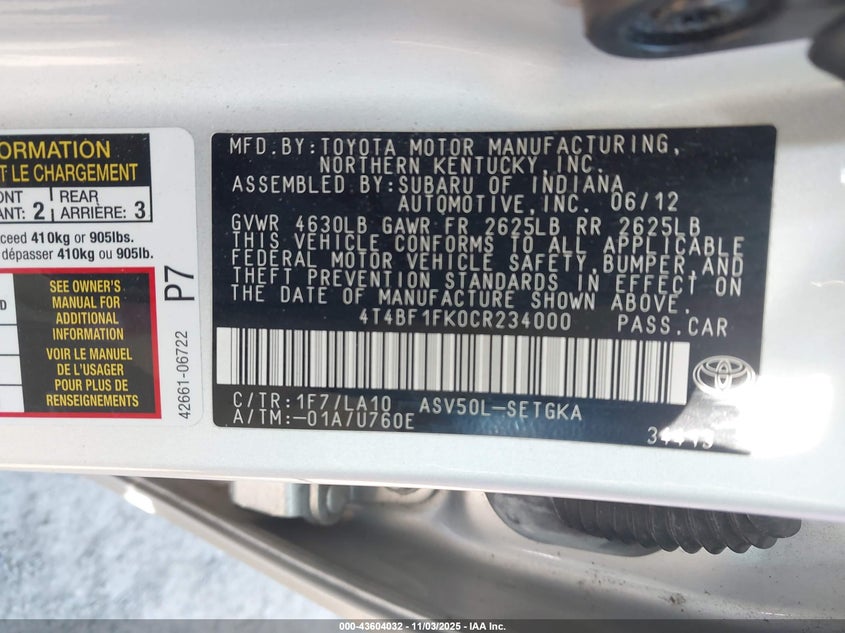 ORMATION
T LE CHARGEMENT
ONT
ANT: 2
REAR
ARRIÈRE: 3
ceed 410kg or 905lbs.
dépasser 410kg ou 905lb.
D
SEE OWNER'S
MANUAL FOR
ADDITIONAL
INFORMATION
VOIR LE MANUEL
DE L'USAGER
POUR PLUS DE
RENSEIGNEMENTS
P7
42661-06722
MFD.BY:TOYOTA MOTOR MANUFACTURING,
NORTHERN KENTUCKY,INC.
ASSEMBLED BY:SUBARU OF INDIANA
AUTOMOTIVE,INC. 06/12
GVWR 4630LB GAWR FR 2625LB RR 2625LB
THIS VEHICLE CONFORMS TO ALL APPLICABLE
FEDERAL MOTOR VEHICLE SAFETY,BUMPER,AND
THEFT PREVENTION STANDARDS IN EFFECT ON
THE DATE OF MANUFACTURE SHOWN ABOVE.
4T4BF1FK0CR234000 PASS.CAR
C/TR:1F7/LA10 ASV50L-SETGKA
A/TM:-01A/U760E
000-43604032 - 11/03/2025 - IAA Inc.